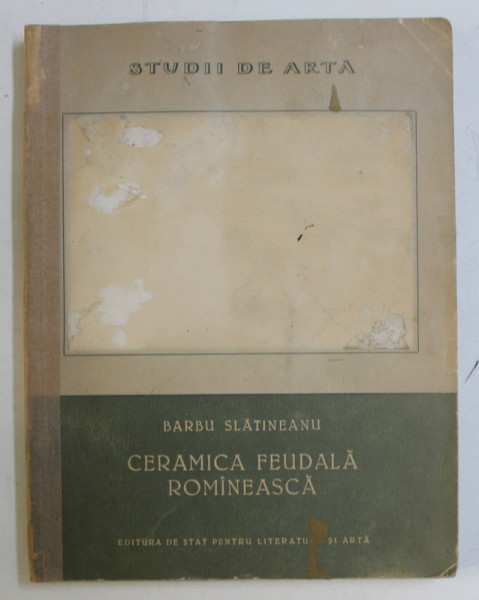 STUDII DE ARTĂ
BARBU SLĂTINEANU
CERAMICA FEUDALĂ
ROMÎNEASCĂ
EDITURA DE STAT PENTRU LITERATURĂ ȘI ARTĂ